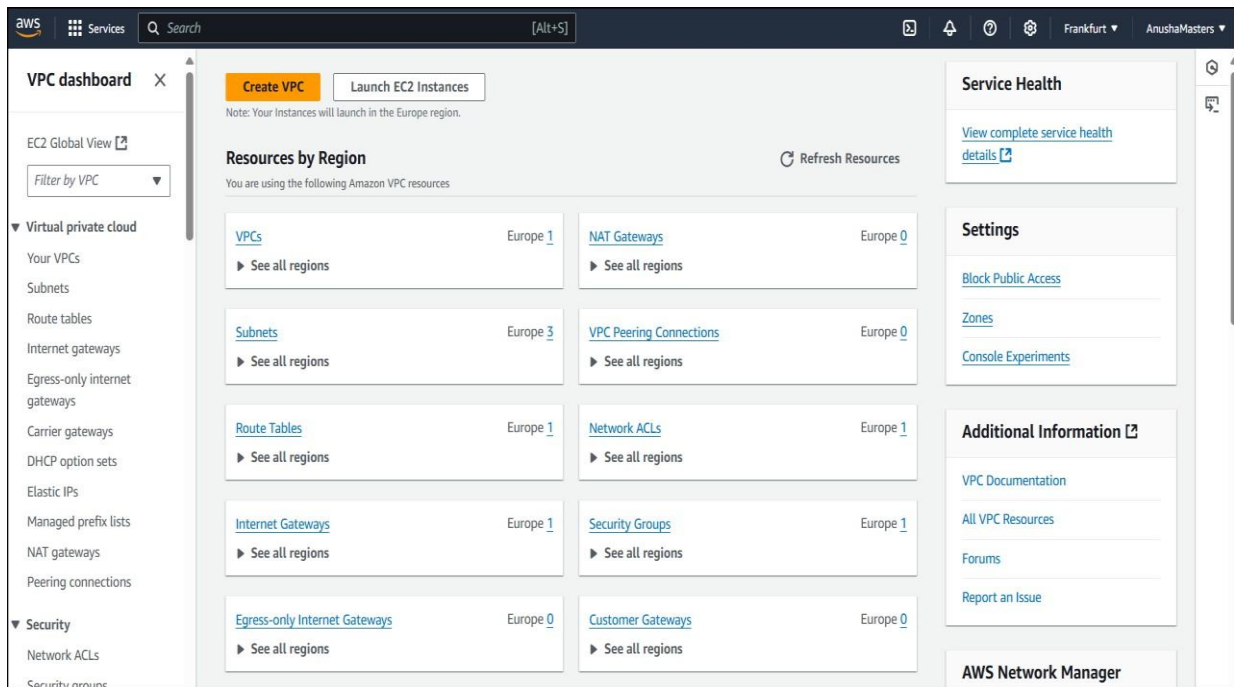 aws
Services
Search [Alt+S]
Frankfurt ▼
AnushaMasters ▼
VPC dashboard
EC2 Global View
Filter by VPC ▼
▼ Virtual private cloud
Your VPCs
Subnets
Route tables
Internet gateways
Egress-only internet
gateways
Carrier gateways
DHCP option sets
Elastic IPs
Managed prefix lists
NAT gateways
Peering connections
▼ Security
Network ACLs
Security groups
Create VPC
Launch EC2 Instances
Note: Your Instances will launch in the Europe region.
Resources by Region
Refresh Resources
You are using the following Amazon VPC resources
VPCs Europe 1
▶ See all regions
NAT Gateways Europe 0
▶ See all regions
Subnets Europe 3
▶ See all regions
VPC Peering Connections Europe 0
▶ See all regions
Route Tables Europe 1
▶ See all regions
Network ACLs Europe 1
▶ See all regions
Internet Gateways Europe 1
▶ See all regions
Security Groups Europe 1
▶ See all regions
Egress-only Internet Gateways Europe 0
▶ See all regions
Customer Gateways Europe 0
▶ See all regions
Service Health
View complete service health
details
Settings
Block Public Access
Zones
Console Experiments
Additional Information
VPC Documentation
All VPC Resources
Forums
Report an Issue
AWS Network Manager